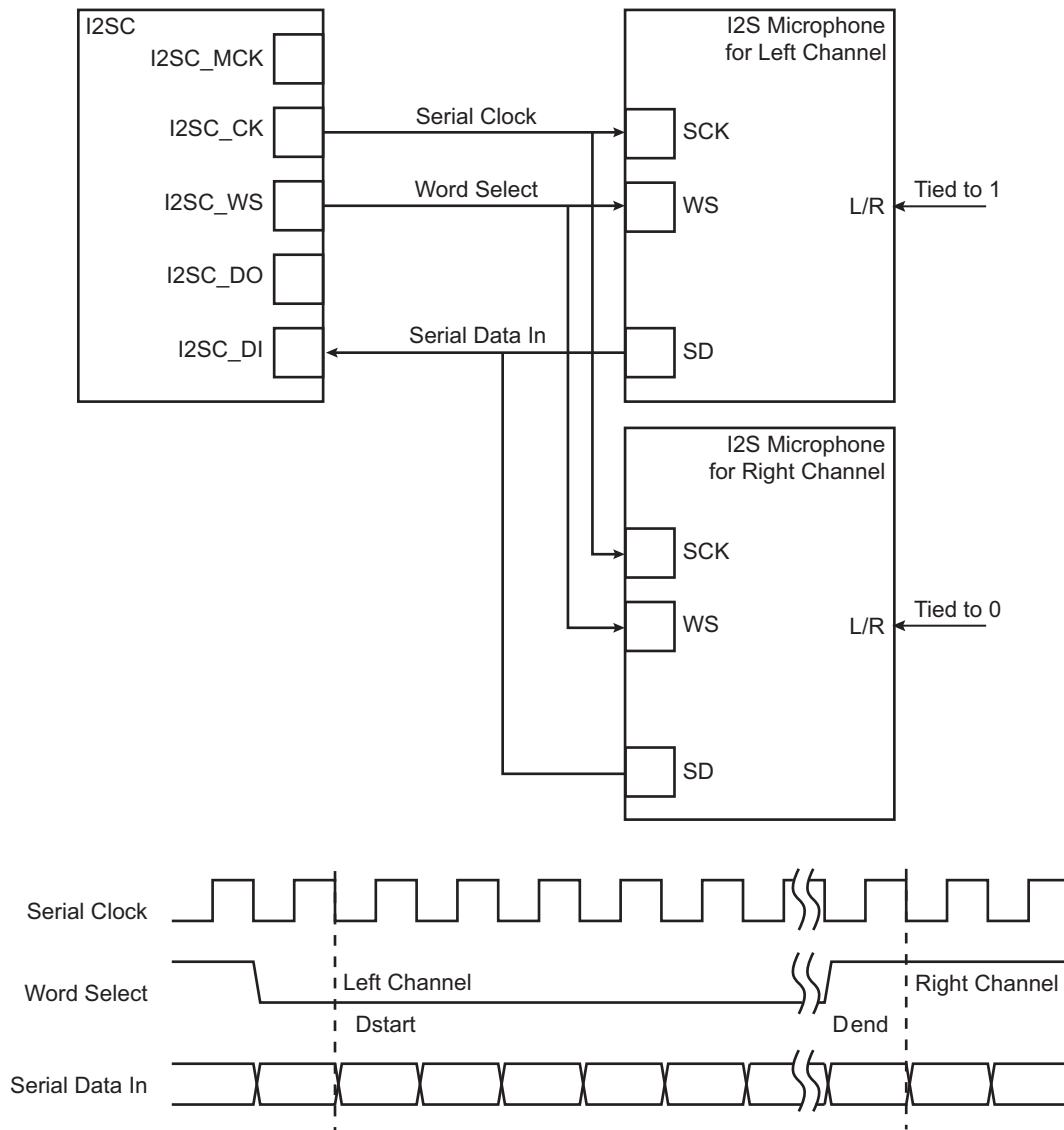 I2SC
I2SC_MCK
I2SC_CK
I2SC_WS
I2SC_DO
I2SC_DI
Serial Clock
Word Select
Serial Data In
I2S Microphone
for Left Channel
SCK
WS
L/R
Tied to 1
SD
I2S Microphone
for Right Channel
SCK
WS
L/R
Tied to 0
SD
Serial Clock
Word Select
Left Channel
Right Channel
Dstart
Dend
Serial Data In